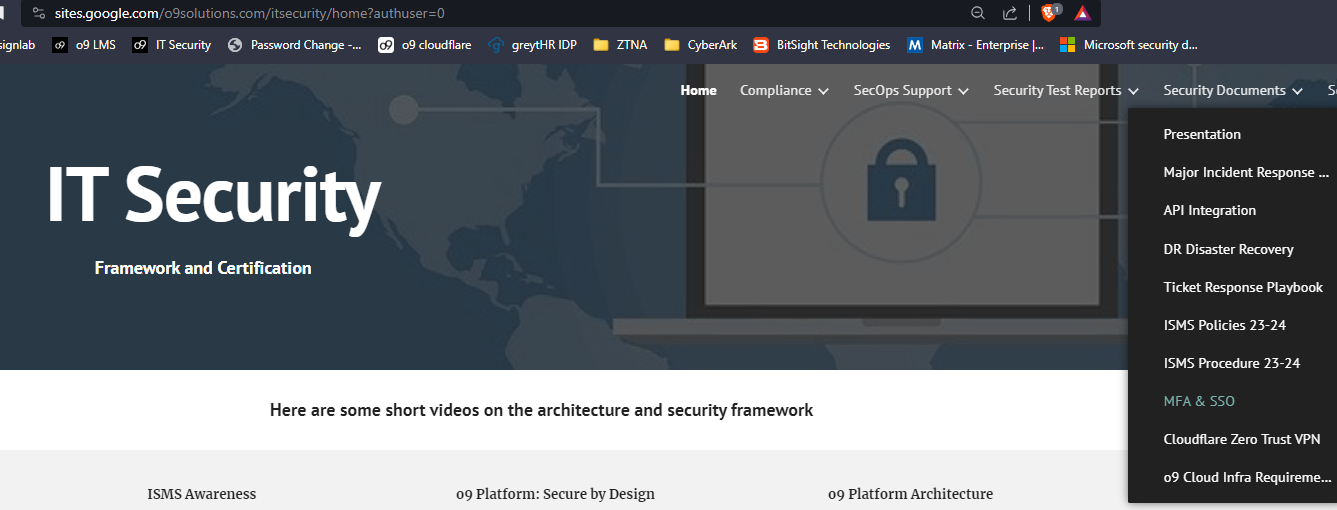 sites.google.com/o9solutions.com/itsecurity/home?authuser=0
1
signlab o9 o9 LMS o9 IT Security Password Change -... o9 o9 cloudflare greytHR IDP ZTNA CyberArk BitSight Technologies M Matrix - Enterprise |... Microsoft security d...
Home Compliance SecOps Support Security Test Reports Security Documents S
Presentation
Major Incident Response ...
API Integration
DR Disaster Recovery
Ticket Response Playbook
ISMS Policies 23-24
ISMS Procedure 23-24
MFA & SSO
Cloudflare Zero Trust VPN
o9 Cloud Infra Requireme...
IT Security
Framework and Certification
Here are some short videos on the architecture and security framework
ISMS Awareness o9 Platform: Secure by Design o9 Platform Architecture